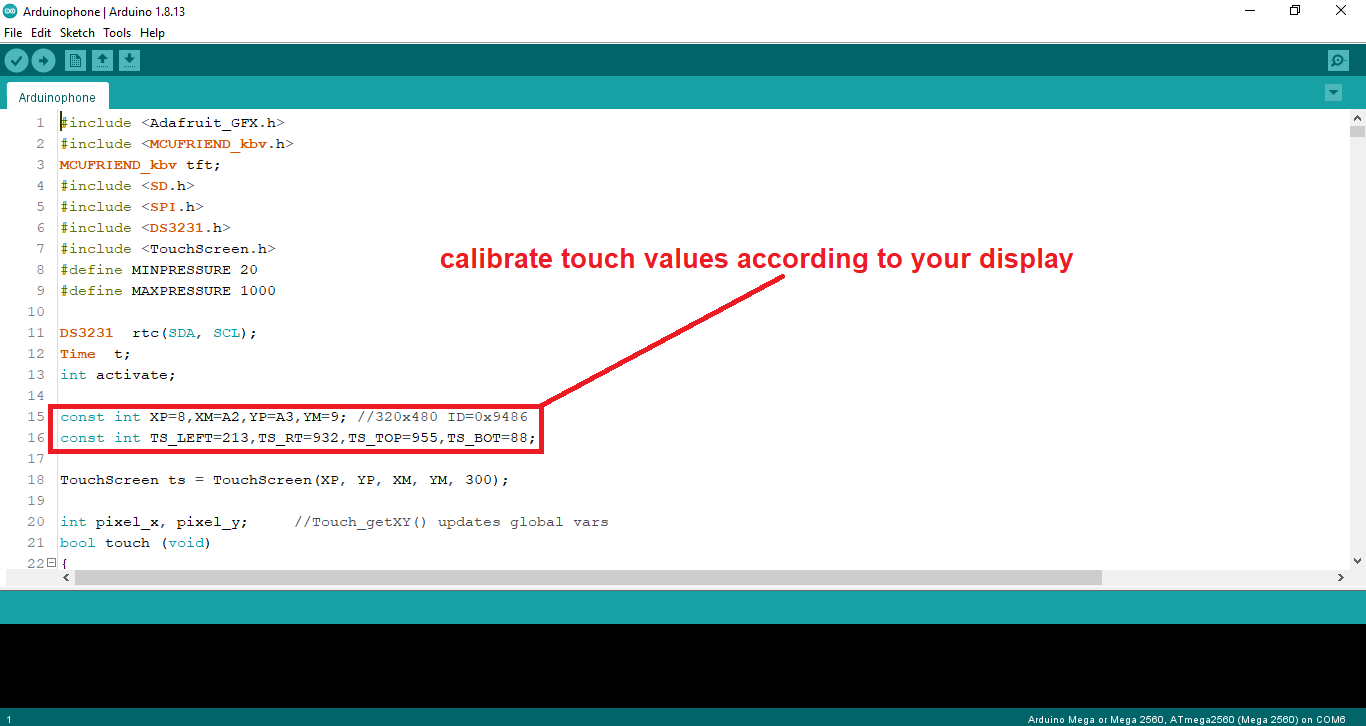 Arduinophone | Arduino 1.8.13
File Edit Sketch Tools Help
Arduinophone
1 #include <Adafruit_GFX.h>
2 #include <MCUFRIEND_kbv.h>
3 MCUFRIEND_kbv tft;
4 #include <SD.h>
5 #include <SPI.h>
6 #include <DS3231.h>
7 #include <TouchScreen.h>
calibrate touch values according to your display
8 #define MINPRESSURE 20
9 #define MAXPRESSURE 1000
10
11 DS3231  rtc(SDA, SCL);
12 Time  t;
13 int activate;
14
15 const int XP=8,XM=A2,YP=A3,YM=9; //320x480 ID=0x9486
16 const int TS_LEFT=213,TS_RT=932,TS_TOP=955,TS_BOT=88;
17
18 TouchScreen ts = TouchScreen(XP, YP, XM, YM, 300);
19
20 int pixel_x, pixel_y;     //Touch_getXY() updates global vars
21 bool touch (void)
22 {
1
Arduino Mega or Mega 2560, ATmega2560 (Mega 2560) on COM6